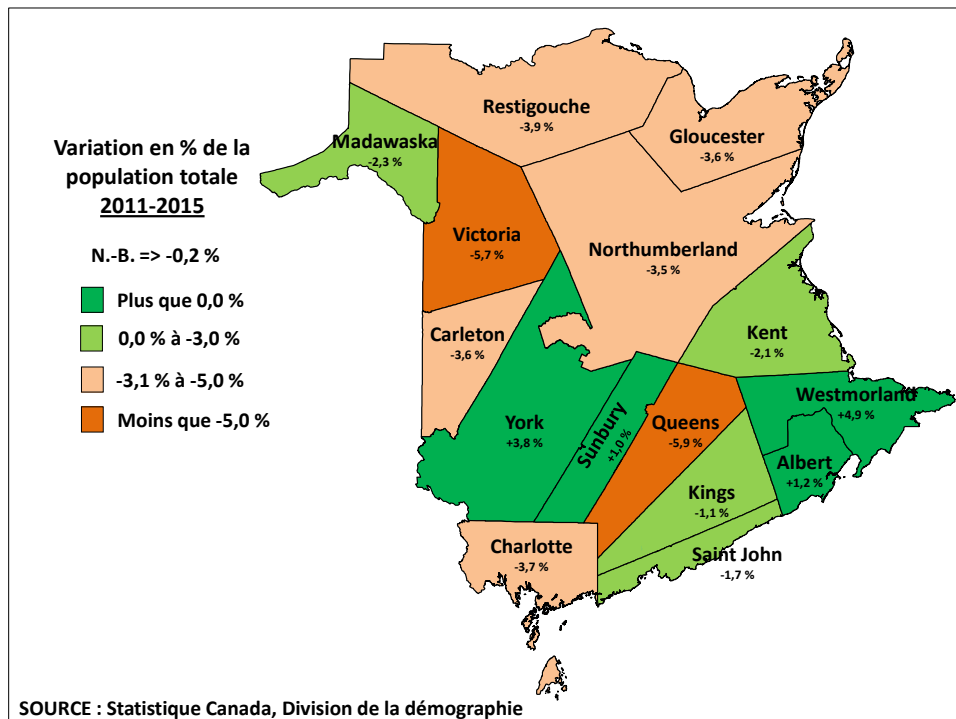 Variation en % de la
population totale
2011-2015
N.-B. => -0,2 %
Plus que 0,0 %
0,0 % à -3,0 %
-3,1 % à -5,0 %
Moins que -5,0 %
Restigouche
-3,9 %
Gloucester
-3,6 %
Madawaska
-2,3 %
Victoria
-5,7 %
Northumberland
-3,5 %
Carleton
-3,6 %
Kent
-2,1 %
Westmorland
+4,9 %
York
+3,8 %
Sunbury
+1,0 %
Queens
-5,9 %
Albert
+1,2 %
Kings
-1,1 %
Charlotte
-3,7 %
Saint John
-1,7 %
SOURCE : Statistique Canada, Division de la démographie